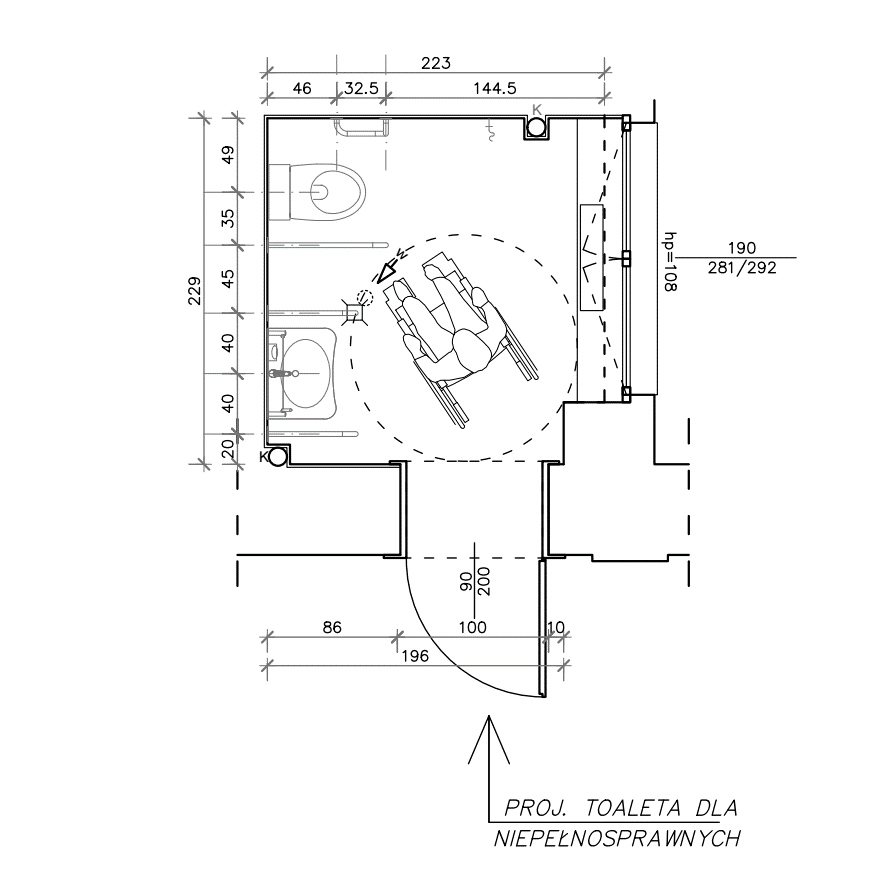 223
46 32.5 144.5
K
49
35
45
40
40
20
229
W
hp=108
190
281/292
K
90
200
86 100 10
196
PROJ. TOALETA DLA
NIEPEŁNOSPRAWNYCH